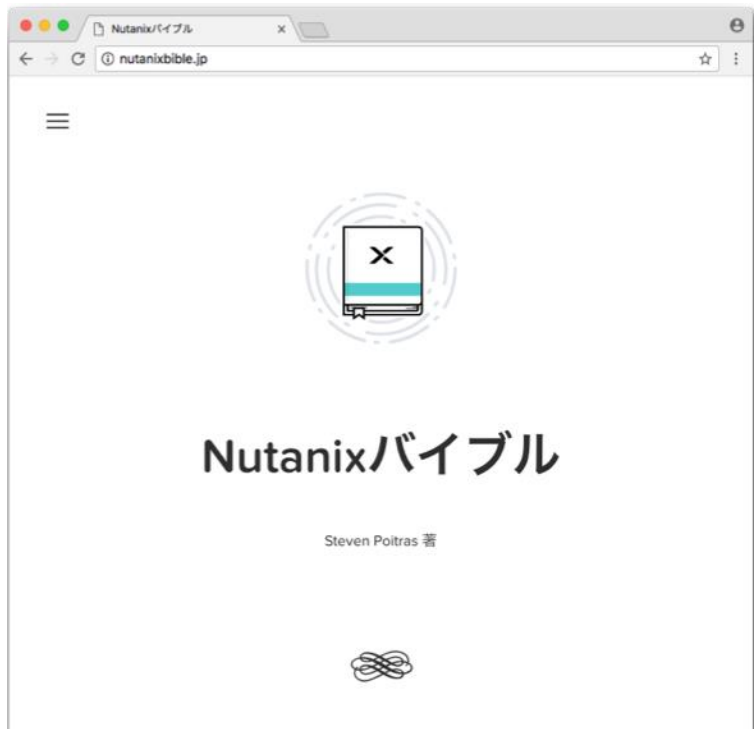 Nutanixバイブル
nutanixbible.jp
X
Nutanixバイブル
Steven Poitras 著